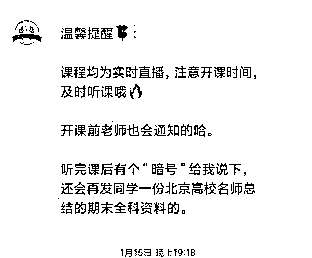 温馨提醒🌹:
课程均为实时直播，注意开课时间，
及时听课哦🔥
开课前老师也会通知的哈。
听完课后有个“暗号”给我说下，
还会再发同学一份北京高校名师总
结的期末全科资料的。
1月15日 晚上19:18